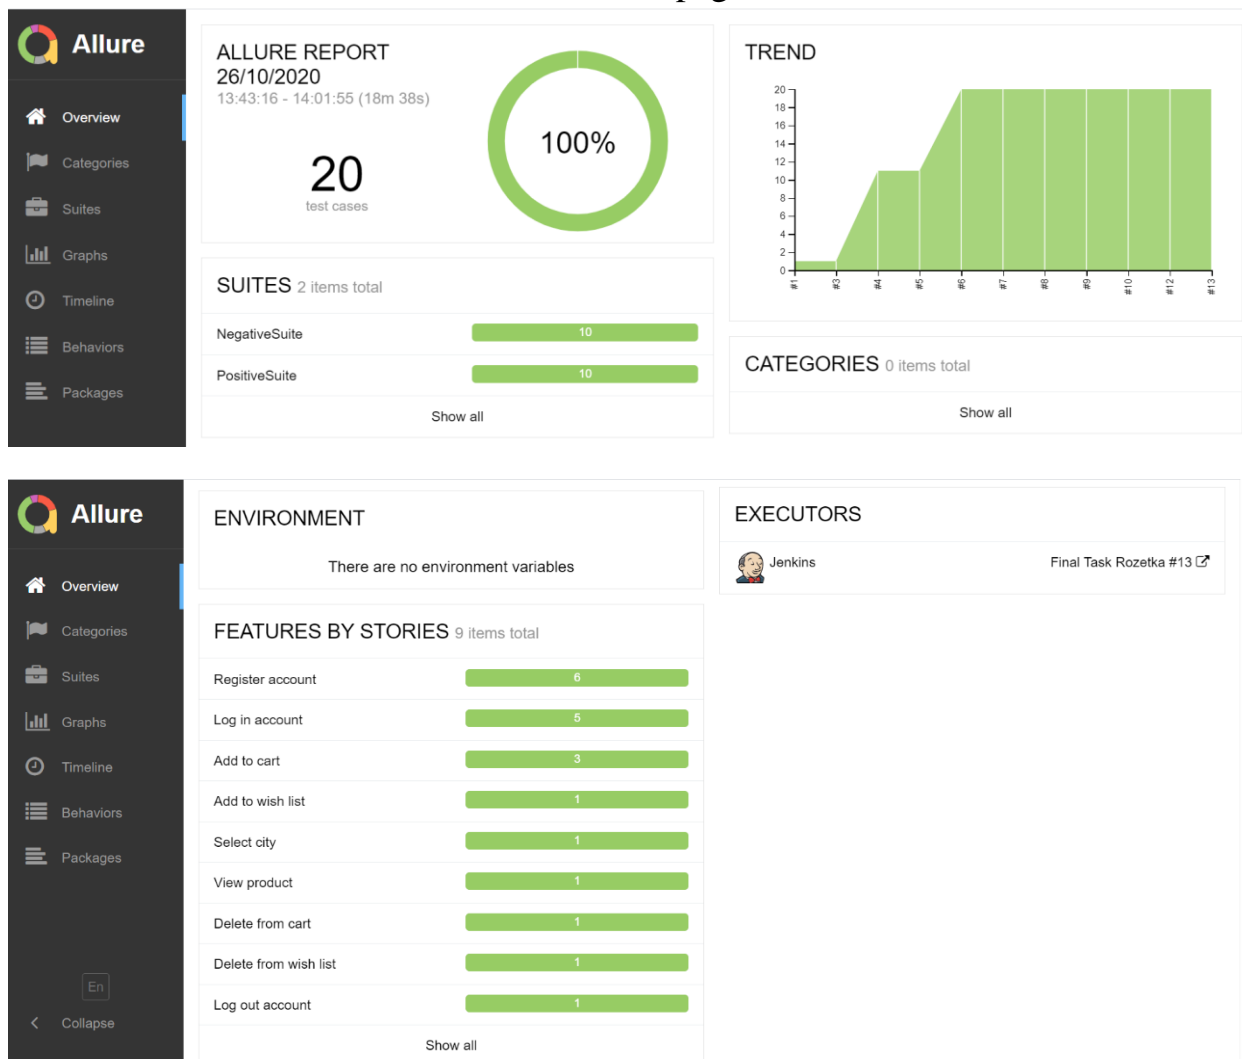 pag
Allure
Overview
Categories
Suites
Graphs
Timeline
Behaviors
Packages
ALLURE REPORT
26/10/2020
13:43:16 - 14:01:55 (18m 38s)
20
test cases
100%
SUITES 2 items total
NegativeSuite 10
PositiveSuite 10
Show all
TREND
20
18
16
14
12
10
8
6
4
2
0
#1 #3 #4 #5 #6 #7 #8 #9 #10 #12 #13
CATEGORIES 0 items total
Show all
Allure
Overview
Categories
Suites
Graphs
Timeline
Behaviors
Packages
En
Collapse
ENVIRONMENT
There are no environment variables
FEATURES BY STORIES 9 items total
Register account 6
Log in account 5
Add to cart 3
Add to wish list 1
Select city 1
View product 1
Delete from cart 1
Delete from wish list 1
Log out account 1
Show all
EXECUTORS
Jenkins Final Task Rozetka #13